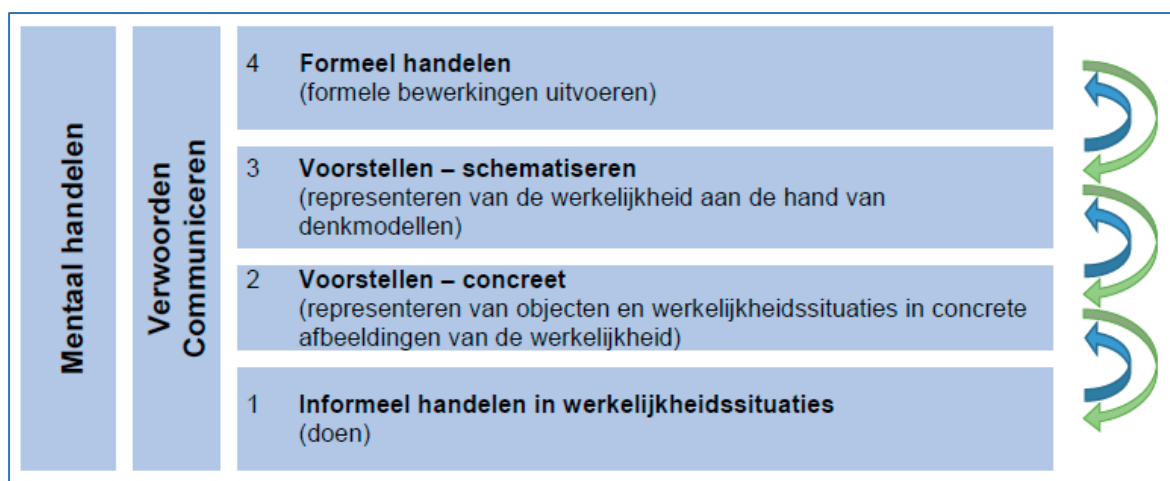 Mentaal handelen
Verwoorden
Communiceren
4 Formeel handelen
(formele bewerkingen uitvoeren)
3 Voorstellen – schematiseren
(representeren van de werkelijkheid aan de hand van
denkmodellen)
2 Voorstellen – concreet
(representeren van objecten en werkelijkheidssituaties in concrete
afbeeldingen van de werkelijkheid)
1 Informeel handelen in werkelijkheidssituaties
(doen)